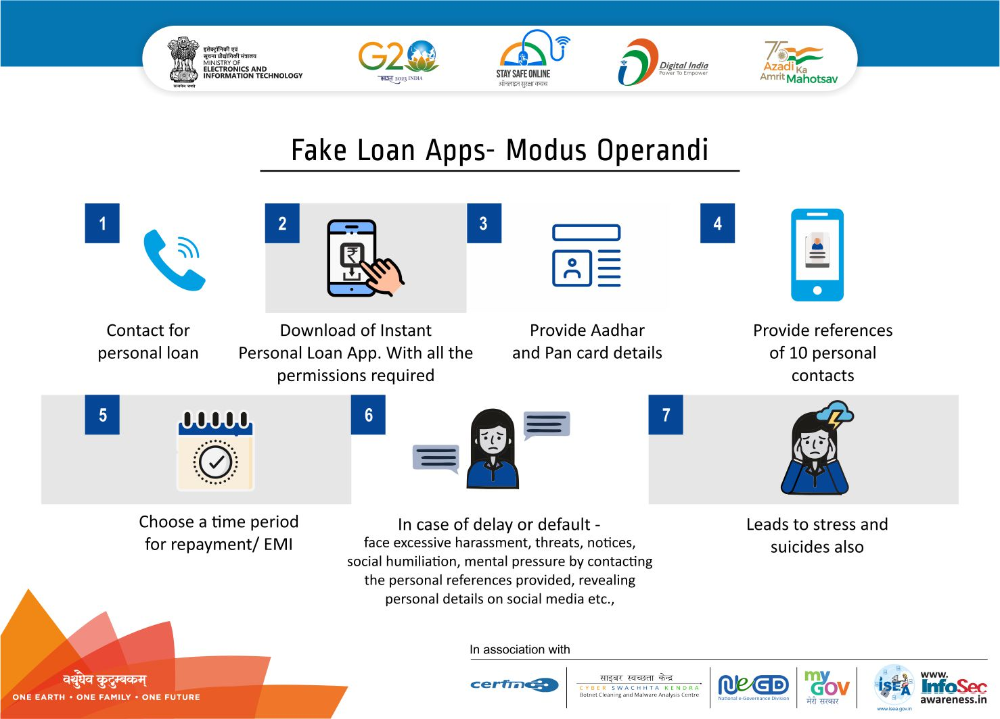 इलेक्ट्रॉनिकी एवं
सूचना प्रौद्योगिकी मंत्रालय
MINISTRY OF
ELECTRONICS AND
INFORMATION TECHNOLOGY
सत्यमेव जयते
G20
भारत 2023 INDIA
STAY SAFE ONLINE
ऑनलाइन सुरक्षा कवच
Digital India
Power To Empower
75
Azadi Ka
Amrit Mahotsav
Fake Loan Apps- Modus Operandi
1
2
3
4
₹
Contact for
personal loan
Download of Instant
Personal Loan App. With all the
permissions required
Provide Aadhar
and Pan card details
Provide references
of 10 personal
contacts
5
6
7
Choose a time period
for repayment/ EMI
In case of delay or default -
face excessive harassment, threats, notices,
social humiliation, mental pressure by contacting
the personal references provided, revealing
personal details on social media etc.,
Leads to stress and
suicides also
वसुधैव कुटुम्बकम्
ONE EARTH • ONE FAMILY • ONE FUTURE
In association with
certin
साइबर स्वच्छता केन्द्र
CYBER SWACHHTA KENDRA
Botnet Cleaning and Malware Analysis Centre
NeGD
National e-Governance Division
my
GOV
मेरी सरकार
ISEA
www.isea.gov.in
www.
InfoSec
awareness.in